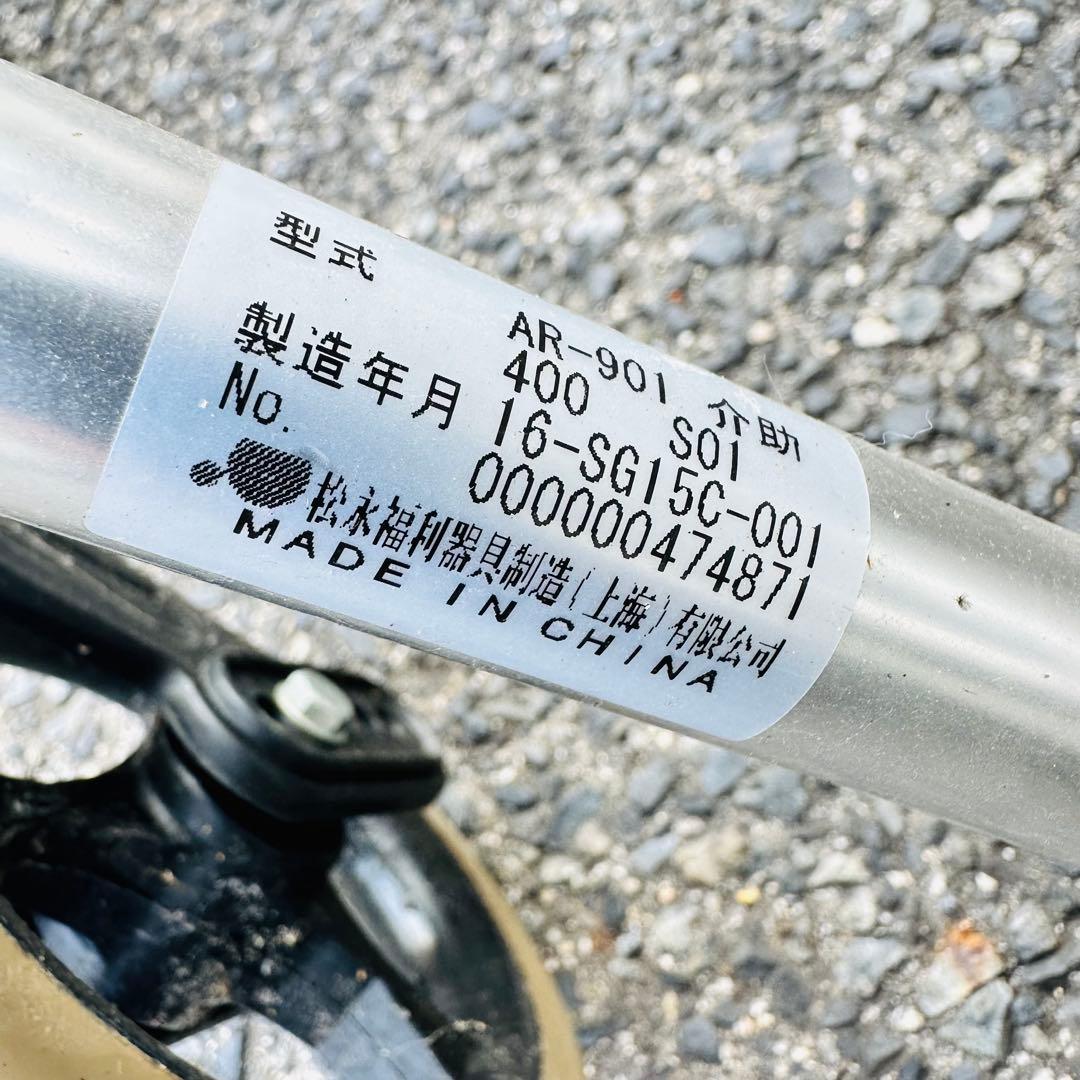 型式 AR-901 介助
400 S01
製造年月 16-SG15C-001
No. 000000474871
松永福利器具制造(上海)有限公司
MADE IN CHINA